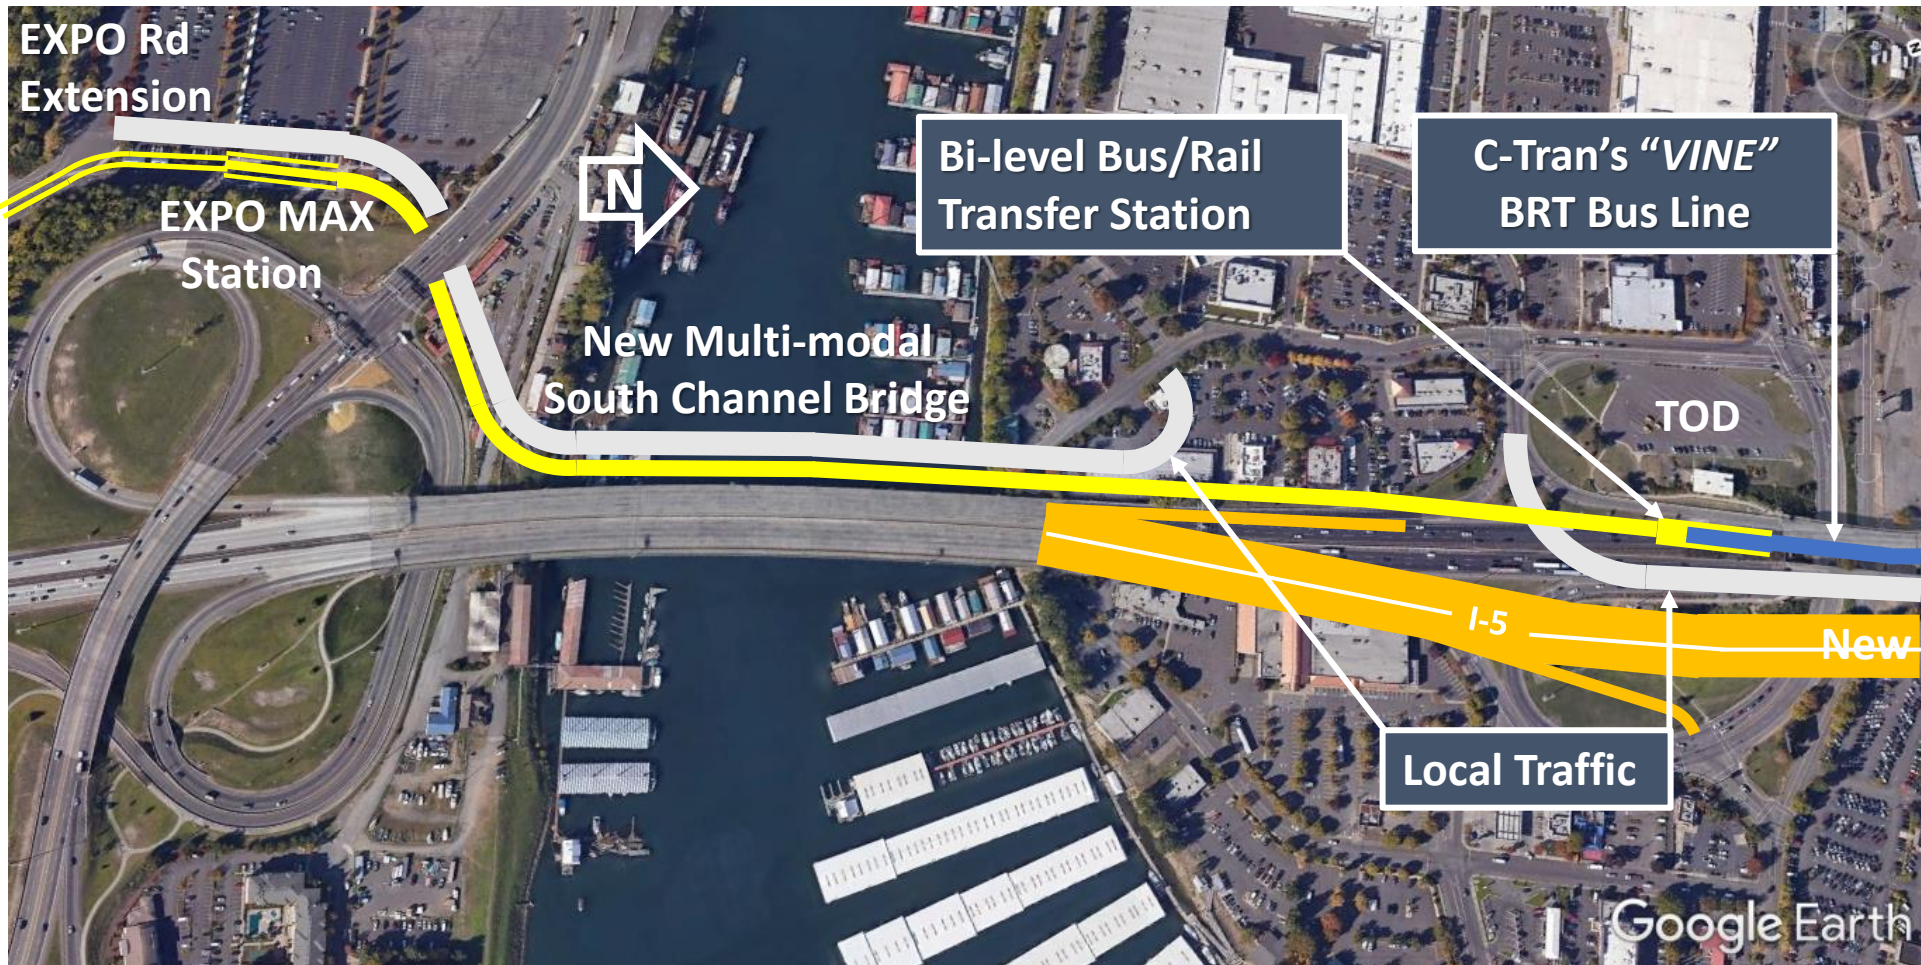 EXPO Rd
Extension
EXPO MAX
Station
N
New Multi-modal
South Channel Bridge
Bi-level Bus/Rail
Transfer Station
C-Tran's “VINE”
BRT Bus Line
TOD
I-5
New
Local Traffic
Google Earth